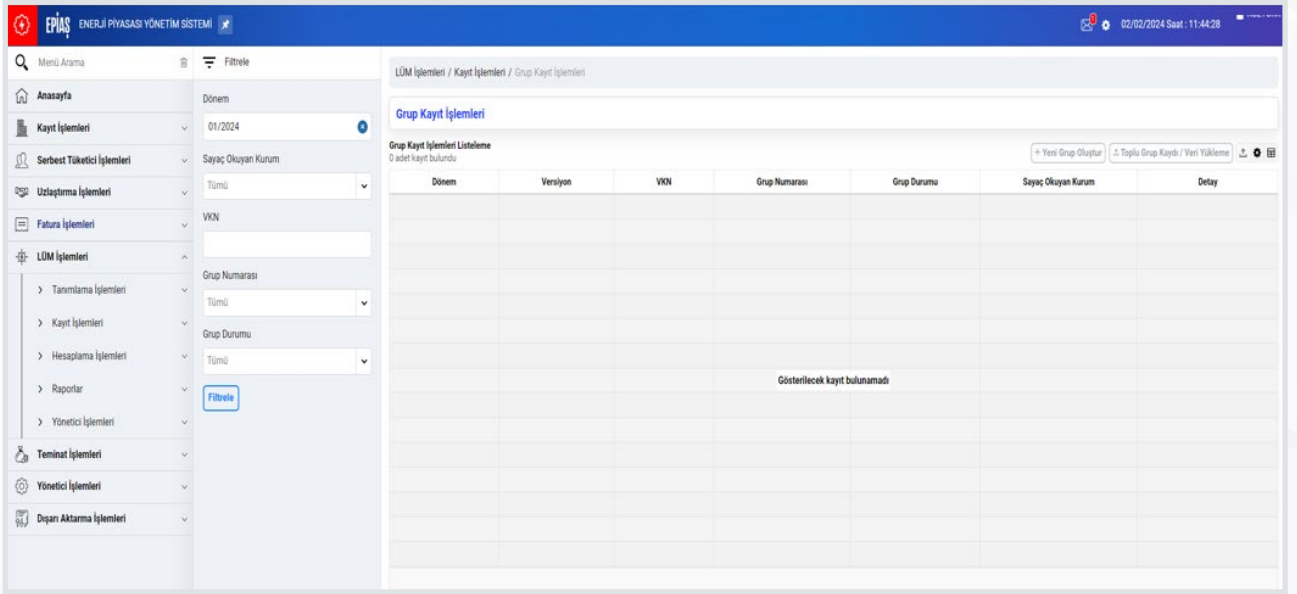 EPİAŞ ENERJİ PİYASASI YÖNETİM SİSTEMİ
02/02/2024 Saat : 11:44:28
Menü Arama
Anasayfa
Kayıt İşlemleri
Serbest Tüketici İşlemleri
Uzlaştırma İşlemleri
Fatura İşlemleri
LÜM İşlemleri
Tanımlama İşlemleri
Kayıt İşlemleri
Hesaplama İşlemleri
Raporlar
Yönetici İşlemleri
Teminat İşlemleri
Yönetici İşlemleri
Dışarı Aktarma İşlemleri
Filtrele
Dönem
01/2024
Sayaç Okuyan Kurum
Tümü
VKN
Grup Numarası
Tümü
Grup Durumu
Tümü
Filtrele
LÜM İşlemleri / Kayıt İşlemleri / Grup Kayıt İşlemleri
Grup Kayıt İşlemleri
Grup Kayıt İşlemleri Listeleme
0 adet kayıt bulundu
+ Yeni Grup Oluştur Toplu Grup Kaydı / Veri Yükleme
Dönem Versiyon VKN Grup Numarası Grup Durumu Sayaç Okuyan Kurum Detay
Gösterilecek kayıt bulunamadı